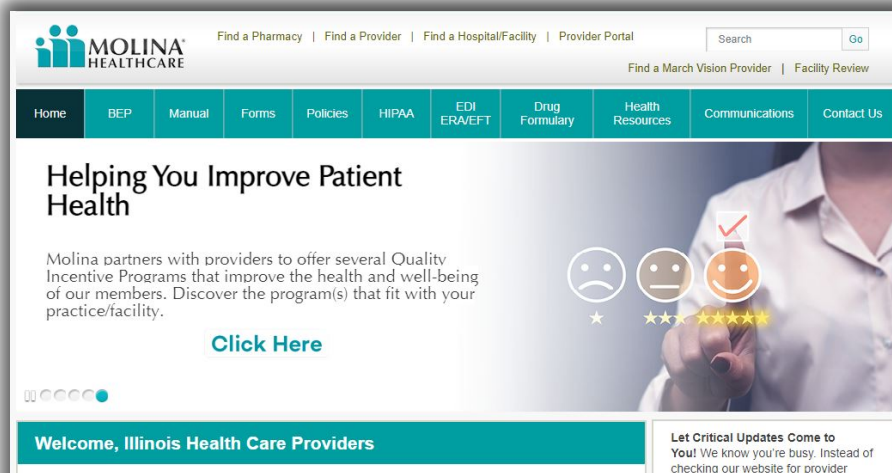 MOLINA®
HEALTHCARE
Find a Pharmacy | Find a Provider | Find a Hospital/Facility | Provider Portal
Search Go
Find a March Vision Provider | Facility Review
Home BEP Manual Forms Policies HIPAA EDI ERA/EFT Drug Formulary Health Resources Communications Contact Us
Helping You Improve Patient
Health
Molina partners with providers to offer several Quality
Incentive Programs that improve the health and well-being
of our members. Discover the program(s) that fit with your
practice/facility.
Click Here
Welcome, Illinois Health Care Providers
Let Critical Updates Come to
You! We know you're busy. Instead of
checking our website for provider